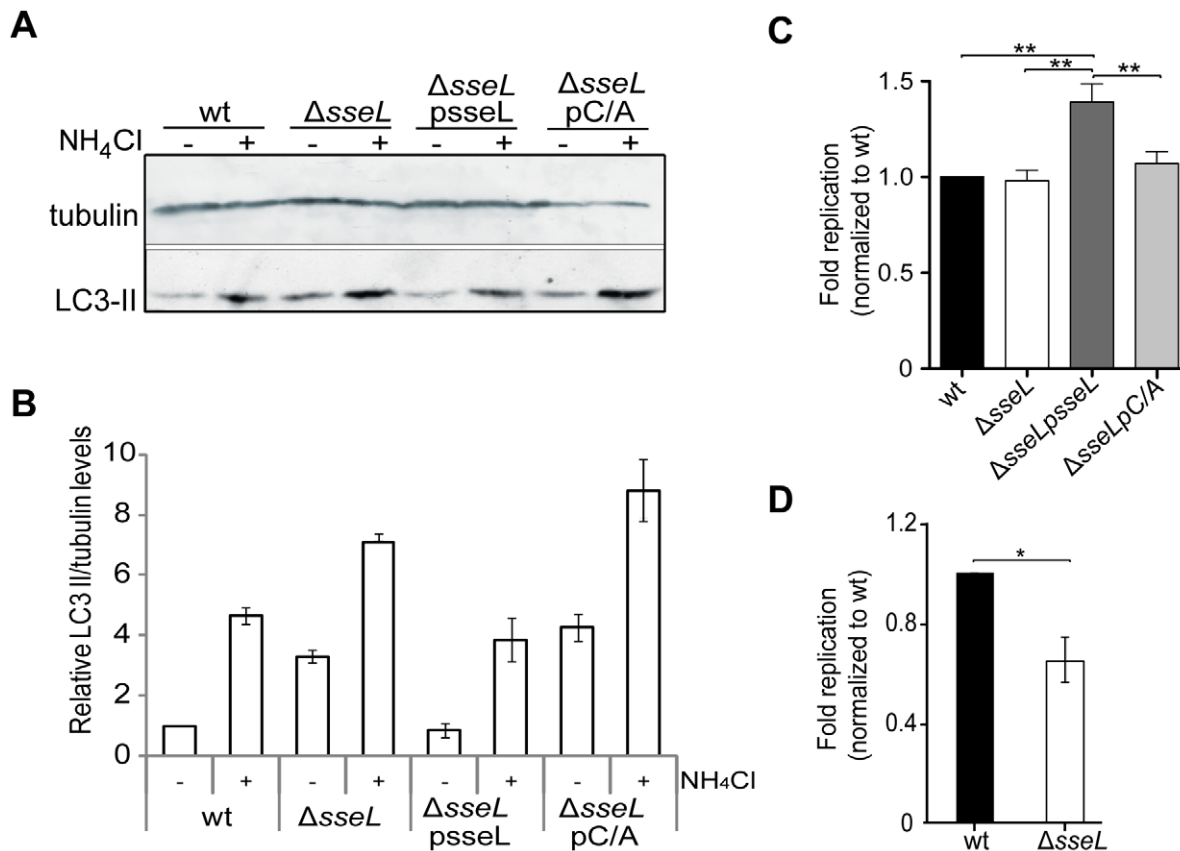 A
wt
ΔsseL
ΔsseL
psseL
ΔsseL
pC/A
NH4Cl
- + - + - + - +
tubulin
LC3-II
B
Relative LC3 II/tubulin levels
10
8
6
4
2
0
- + - + - + - +
NH4Cl
wt
ΔsseL
ΔsseL
psseL
ΔsseL
pC/A
C
**
** **
Fold replication
(normalized to wt)
1.5
1.0
0.5
0
wt
ΔsseL
ΔsseLpsseL
ΔsseLpC/A
D
*
Fold replication
(normalized to wt)
1.2
0.8
0.4
0
wt
ΔsseL